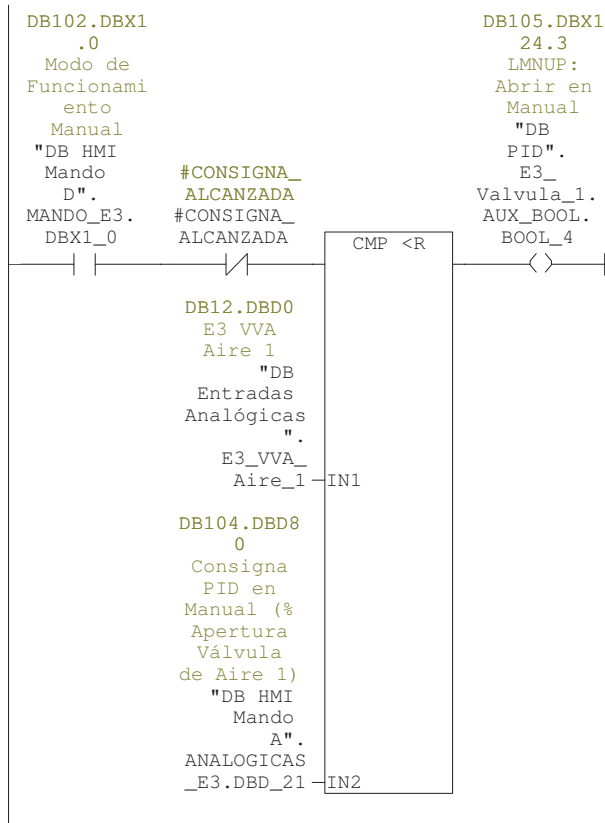 DB102.DBX1
.0
Modo de
Funcionami
ento
Manual
"DB HMI
Mando
D".
MANDO_E3.
DBX1_0
#CONSIGNA_
ALCANZADA
#CONSIGNA_
ALCANZADA
CMP <R
DB105.DBX1
24.3
LMNUP:
Abrir en
Manual
"DB
PID".
E3_
Valvula_1.
AUX_BOOL.
BOOL_4
DB12.DBD0
E3 VVA
Aire 1
"DB
Entradas
Analógicas
".
E3_VVA_
Aire_1
IN1
DB104.DBD8
0
Consigna
PID en
Manual (%
Apertura
Válvula
de Aire 1)
"DB HMI
Mando
A".
ANALOGICAS
_E3.DBD_21
IN2